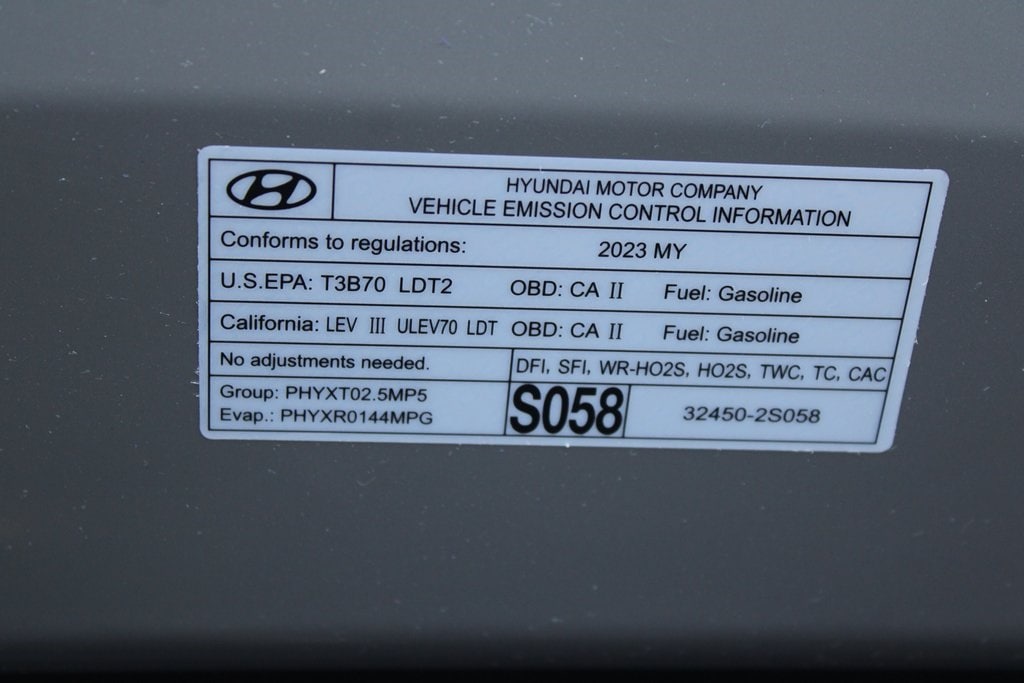 HYUNDAI MOTOR COMPANY
VEHICLE EMISSION CONTROL INFORMATION
Conforms to regulations: 2023 MY
U.S.EPA: T3B70 LDT2 OBD: CA II Fuel: Gasoline
California: LEV III ULEV70 LDT OBD: CA II Fuel: Gasoline
No adjustments needed. DFI, SFI, WR-HO2S, HO2S, TWC, TC, CAC
Group: PHYXT02.5MP5
Evap.: PHYXR0144MPG
S058 32450-2S058